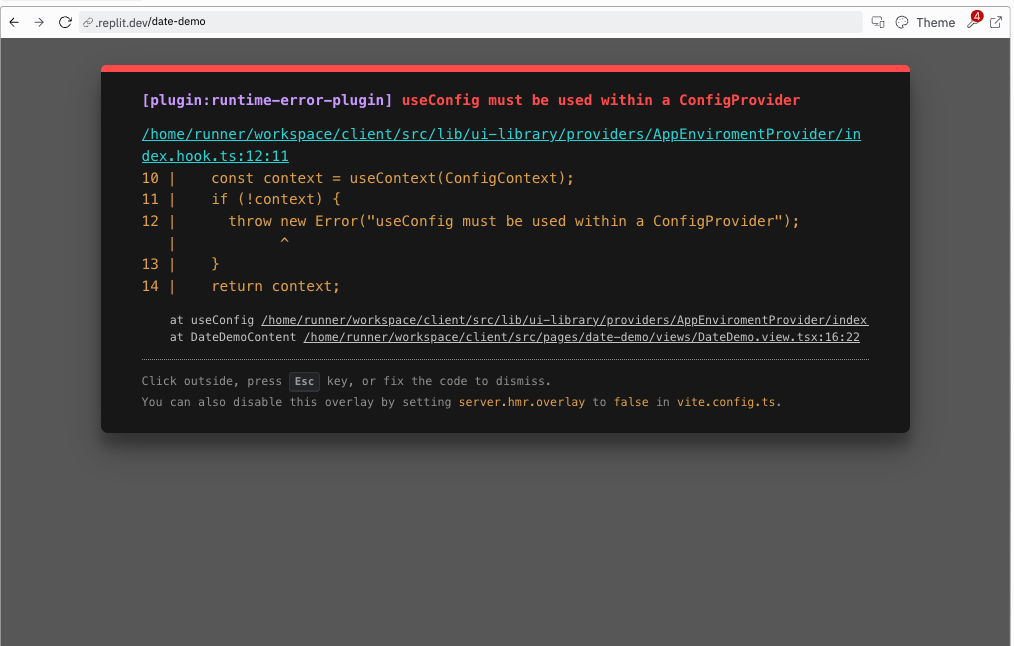 .replit.dev/date-demo
Theme
4
[plugin:runtime-error-plugin] useConfig must be used within a ConfigProvider
/home/runner/workspace/client/src/lib/ui-library/providers/AppEnviromentProvider/in
dex.hook.ts:12:11
10 |    const context = useContext(ConfigContext);
11 |    if (!context) {
12 |      throw new Error("useConfig must be used within a ConfigProvider");
   |            ^
13 |    }
14 |    return context;
at useConfig /home/runner/workspace/client/src/lib/ui-library/providers/AppEnviromentProvider/index
at DateDemoContent /home/runner/workspace/client/src/pages/date-demo/views/DateDemo.view.tsx:16:22
Click outside, press Esc key, or fix the code to dismiss.
You can also disable this overlay by setting server.hmr.overlay to false in vite.config.ts.